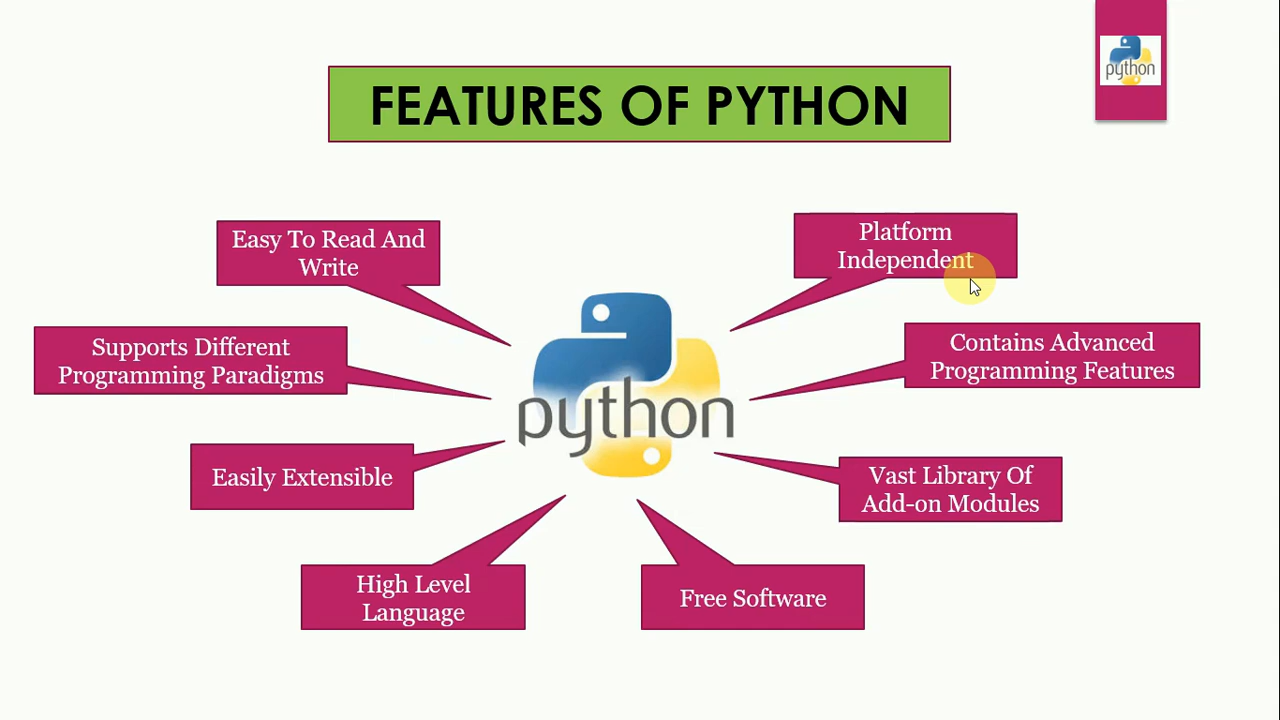 python
FEATURES OF PYTHON
Easy To Read And
Write
Platform
Independent
Supports Different
Programming Paradigms
Contains Advanced
Programming Features
python
Easily Extensible
Vast Library Of
Add-on Modules
High Level
Language
Free Software